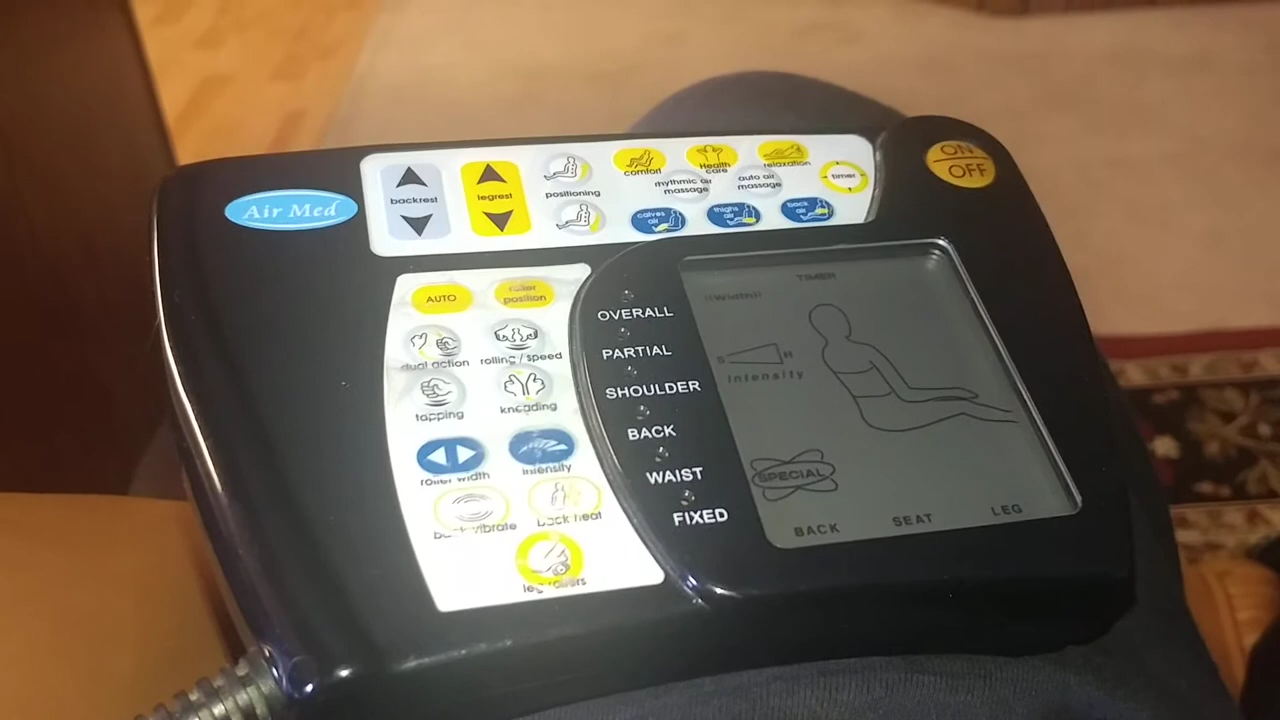 Air Med
backrest
legrest
positioning
comfort
Health
care
relaxation
rhythmic air
massage
auto air
massage
timer
calves
air
thighs
air
back
air
ON
OFF
AUTO
roller
position
dual action
rolling / speed
tapping
kneading
roller width
intensity
back vibrate
back heat
leg rollers
OVERALL
PARTIAL
SHOULDER
BACK
WAIST
FIXED
TIMER
Width
S
H
Intensity
SPECIAL
BACK
SEAT
LEG